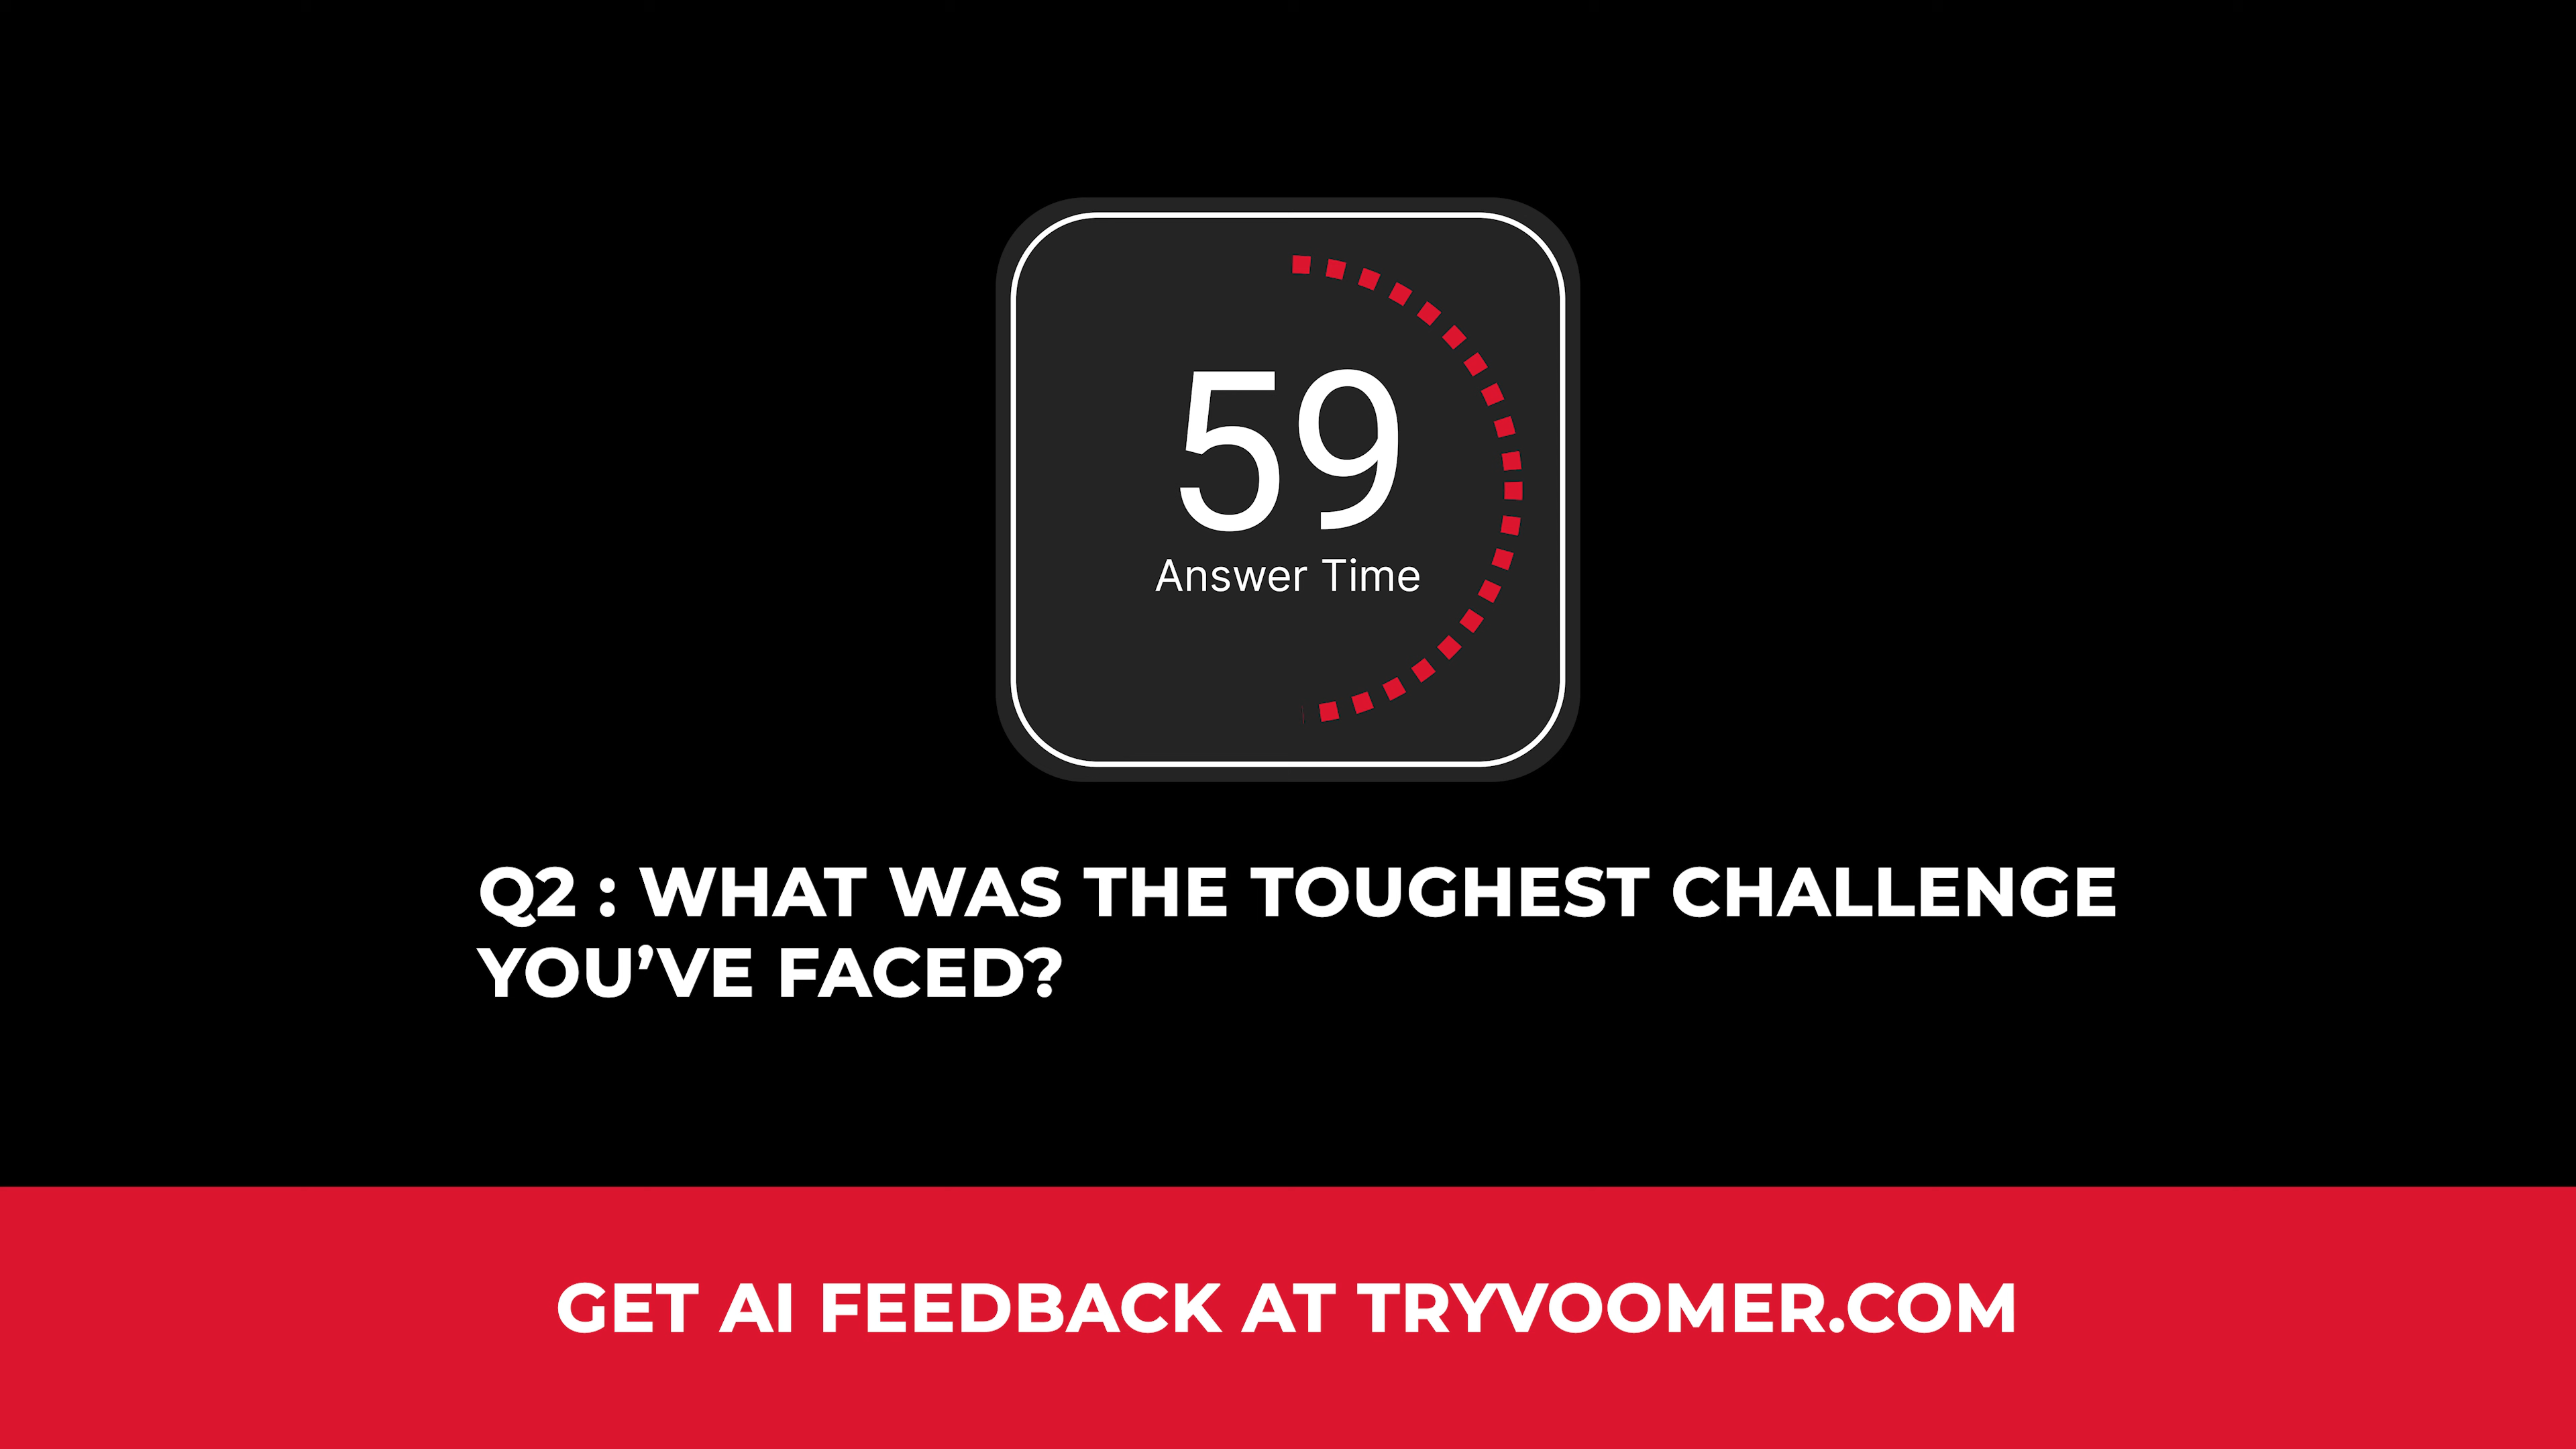 59
Answer Time
Q2 : WHAT WAS THE TOUGHEST CHALLENGE
YOU’VE FACED?
GET AI FEEDBACK AT TRYVOOMER.COM